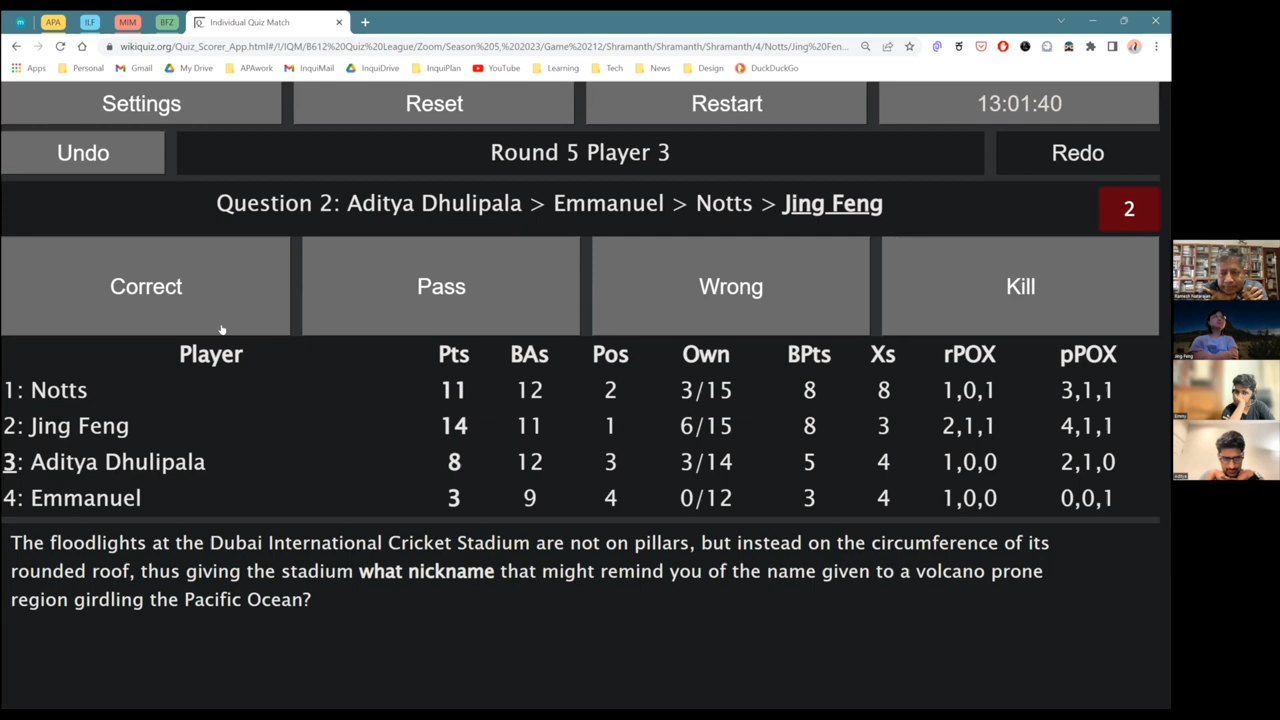 APA
ILF
MIM
BFZ
Individual Quiz Match
wikiquiz.org/Quiz_Scorer_App.html#/!/IQM/B612%20Quiz%20League/Zoom/Season%205,%202023/Game%20212/Shramanth/Shramanth/Shramanth/4/Notts/Jing%20Fen...
Apps Personal Gmail My Drive APAwork InquiMail InquiDrive InquiPlan YouTube Learning Tech News Design DuckDuckGo
Settings Reset Restart 13:01:40
Undo Round 5 Player 3 Redo
Question 2: Aditya Dhulipala > Emmanuel > Notts > Jing Feng 2
Correct Pass Wrong Kill
Player Pts BAs Pos Own BPts Xs rPOX pPOX
1: Notts 11 12 2 3/15 8 8 1,0,1 3,1,1
2: Jing Feng 14 11 1 6/15 8 3 2,1,1 4,1,1
3: Aditya Dhulipala 8 12 3 3/14 5 4 1,0,0 2,1,0
4: Emmanuel 3 9 4 0/12 3 4 1,0,0 0,0,1
The floodlights at the Dubai International Cricket Stadium are not on pillars, but instead on the circumference of its
rounded roof, thus giving the stadium what nickname that might remind you of the name given to a volcano prone
region girdling the Pacific Ocean?
Ramesh Natarajan
Jing Feng